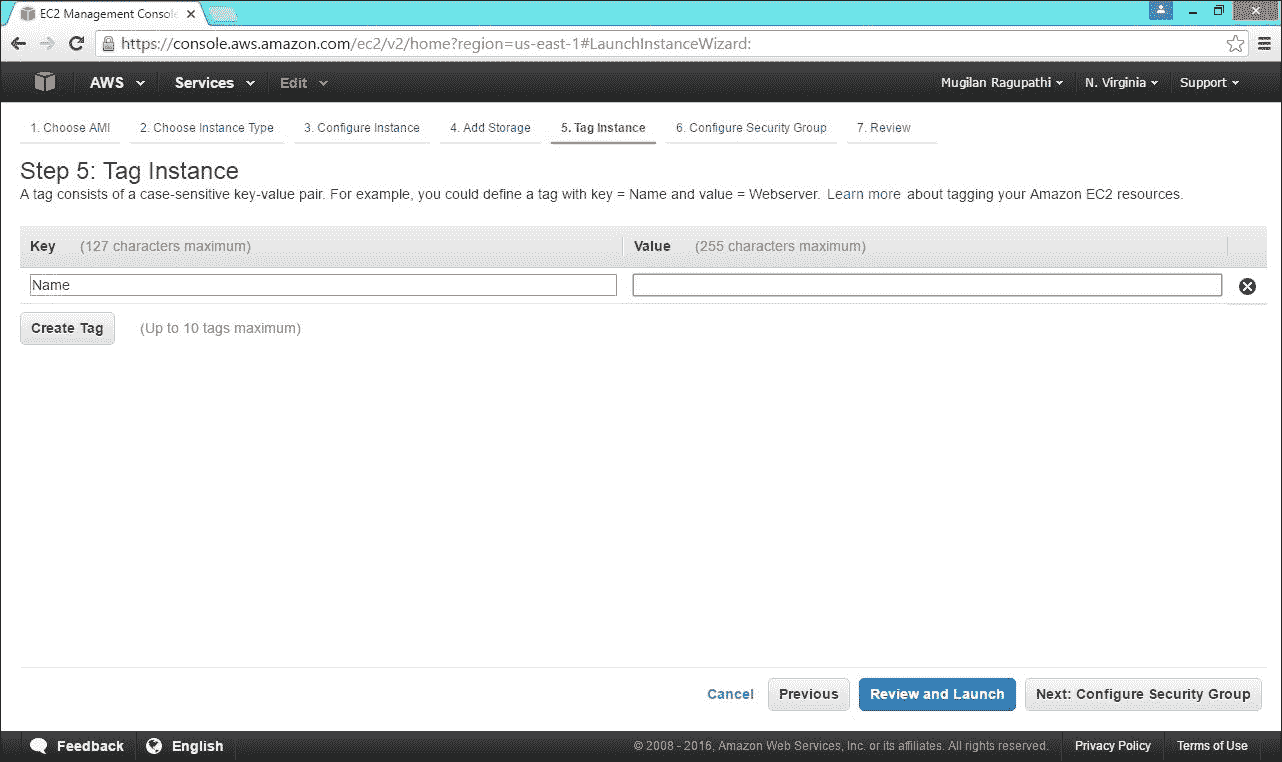 EC2 Management Console
https://console.aws.amazon.com/ec2/v2/home?region=us-east-1#LaunchInstanceWizard:
AWS Services Edit Mugilan Ragupathi N. Virginia Support
1. Choose AMI 2. Choose Instance Type 3. Configure Instance 4. Add Storage 5. Tag Instance 6. Configure Security Group 7. Review
Step 5: Tag Instance
A tag consists of a case-sensitive key-value pair. For example, you could define a tag with key = Name and value = Webserver. Learn more about tagging your Amazon EC2 resources.
Key (127 characters maximum) Value (255 characters maximum)
Name
Create Tag (Up to 10 tags maximum)
Cancel Previous Review and Launch Next: Configure Security Group
Feedback English © 2008 - 2016, Amazon Web Services, Inc. or its affiliates. All rights reserved. Privacy Policy Terms of Use